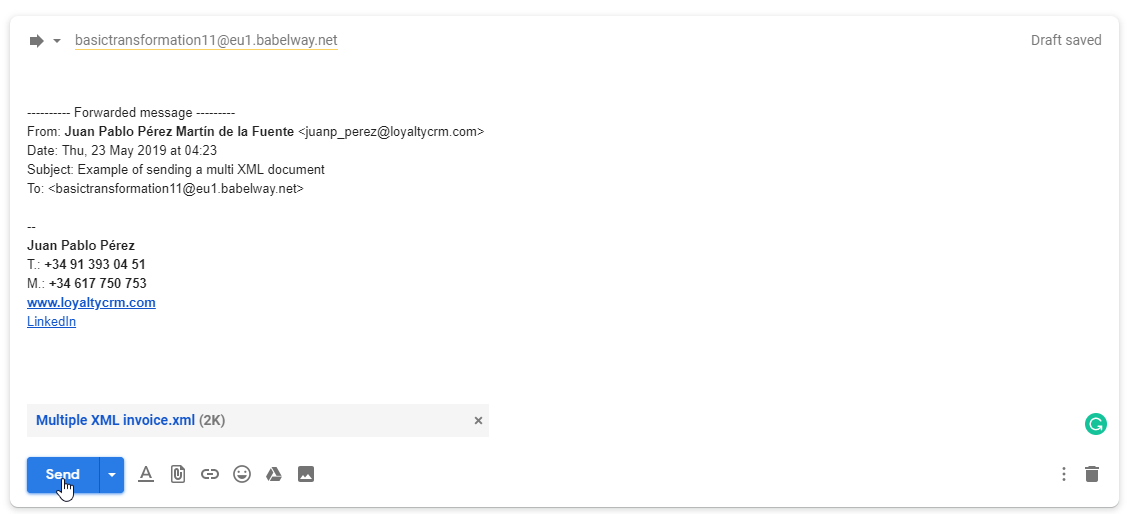 basictransformation11@eu1.babelway.net
Draft saved
---------- Forwarded message ---------
From: Juan Pablo Pérez Martín de la Fuente <juanp_perez@loyaltycrm.com>
Date: Thu, 23 May 2019 at 04:23
Subject: Example of sending a multi XML document
To: <basictransformation11@eu1.babelway.net>
--
Juan Pablo Pérez
T.: +34 91 393 04 51
M.: +34 617 750 753
www.loyaltycrm.com
LinkedIn
Multiple XML invoice.xml (2K)
Send